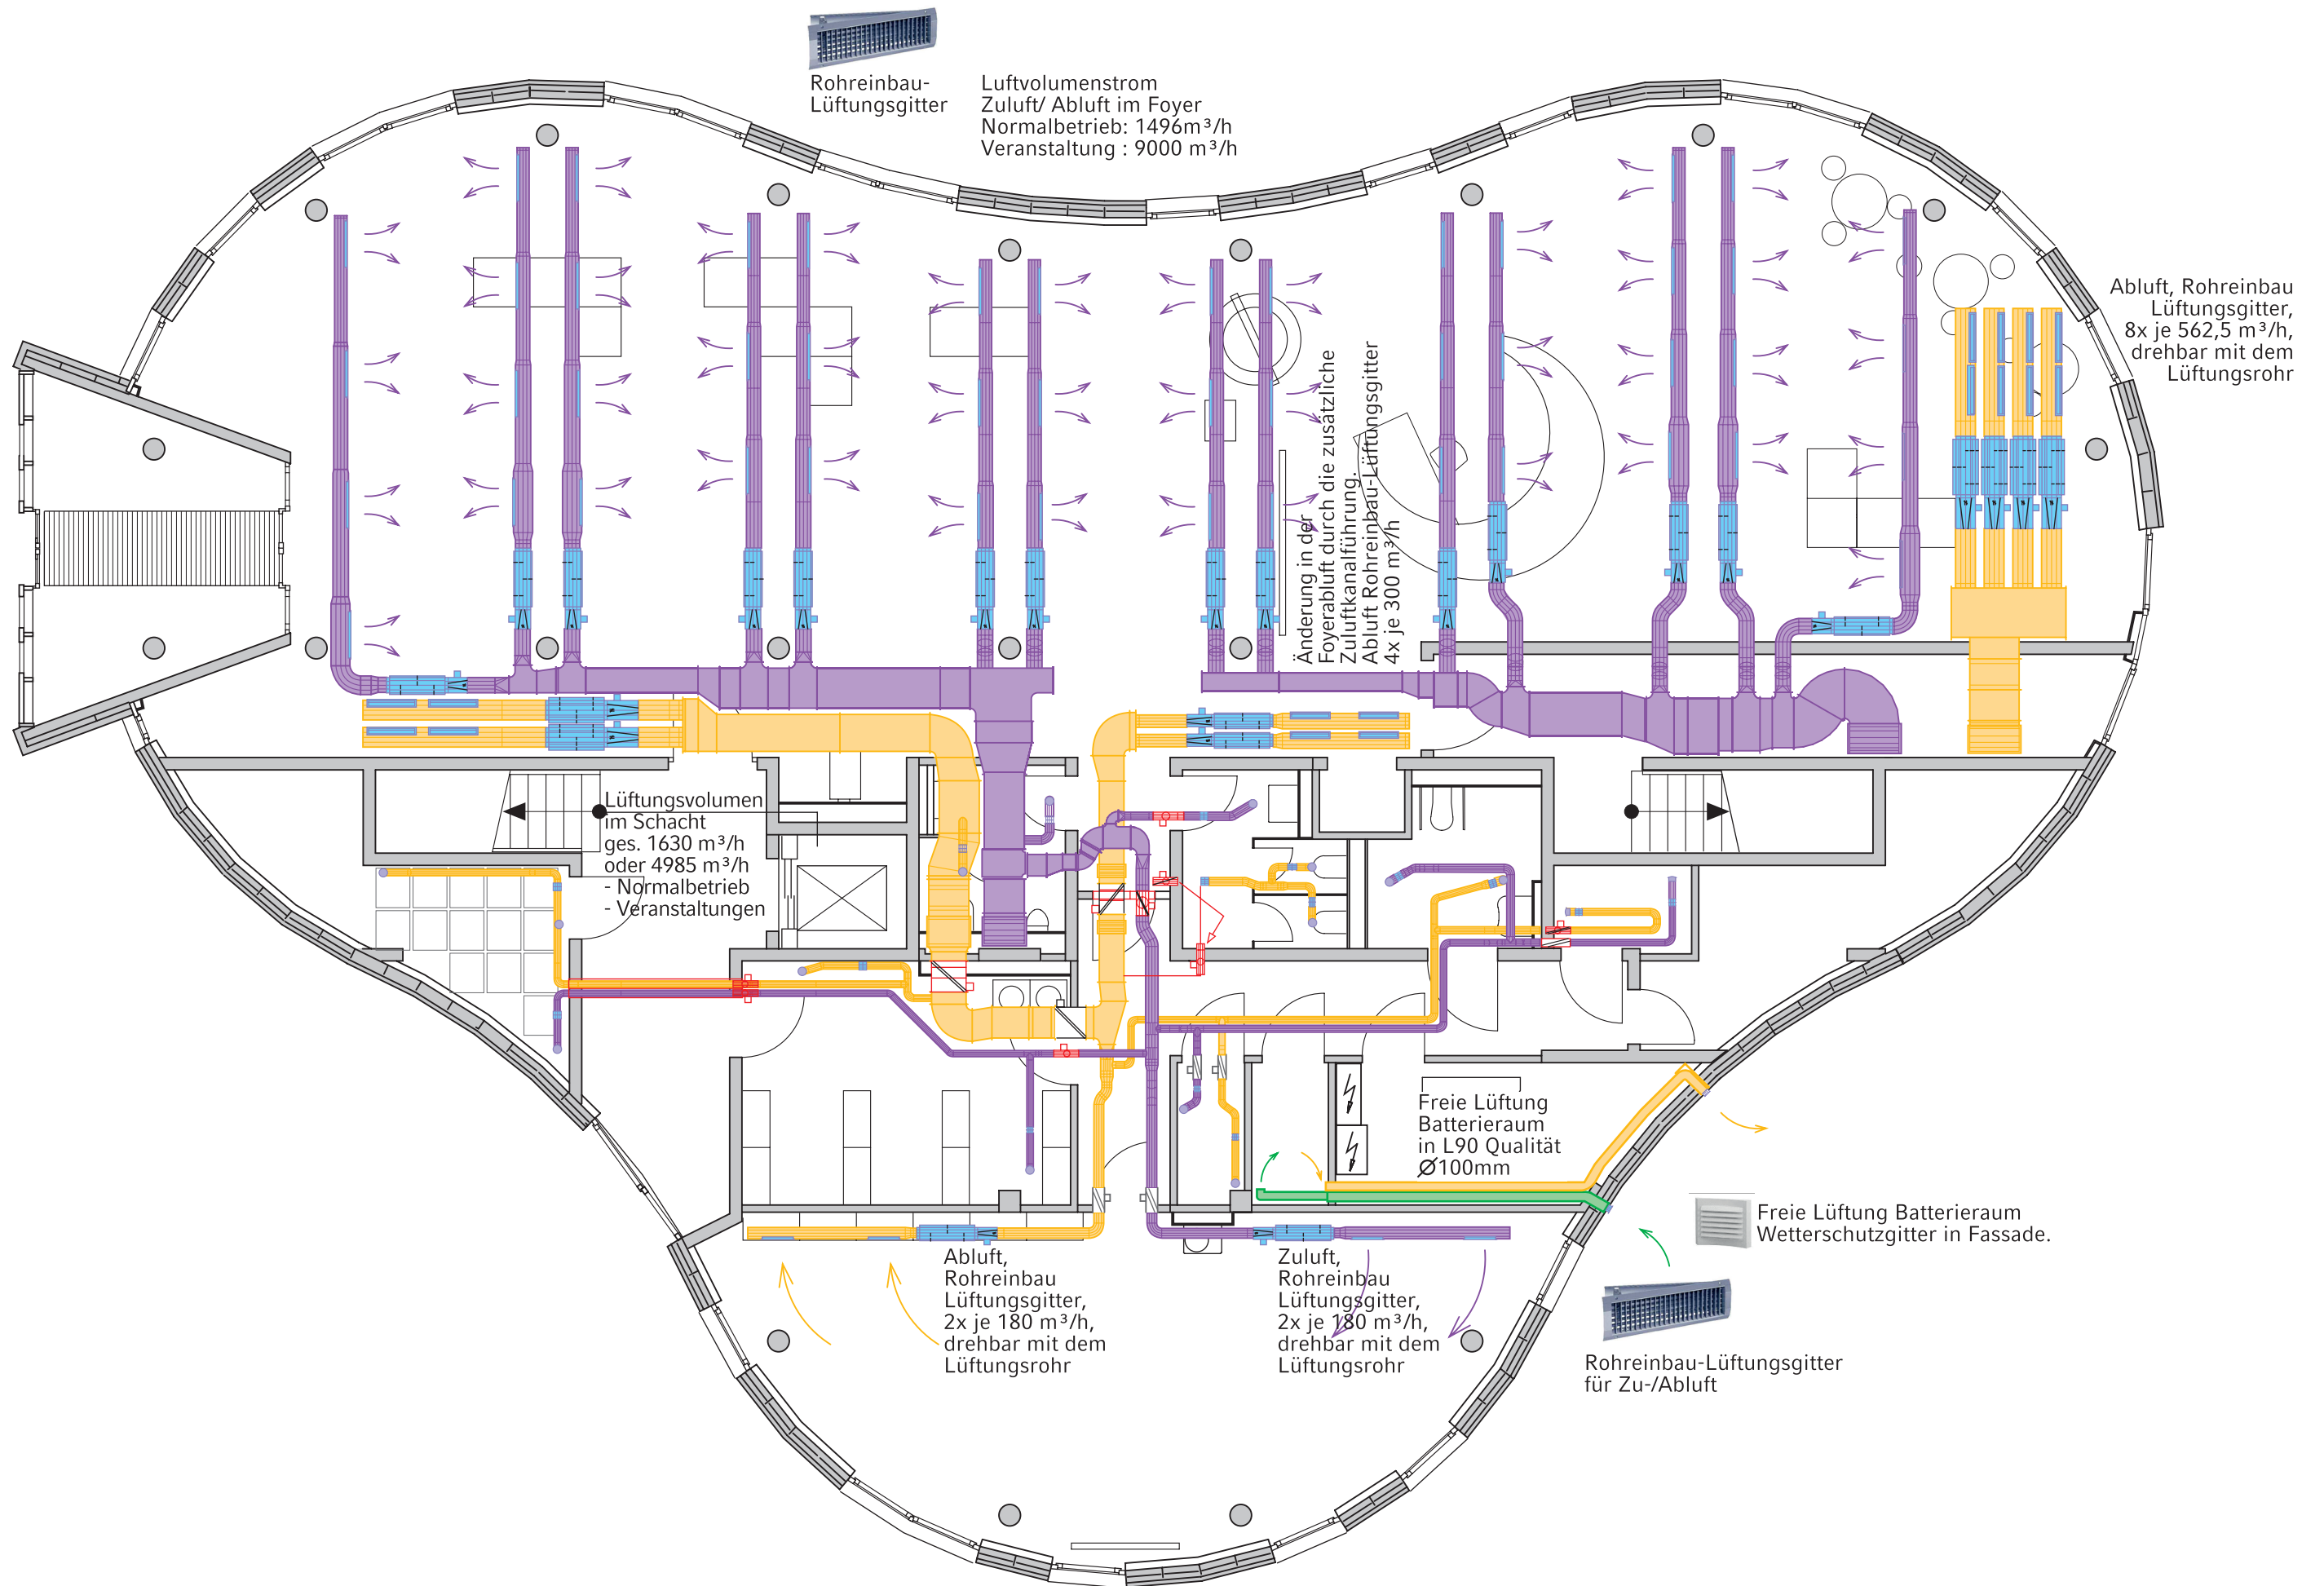 Rohreinbau-
Lüftungsgitter
Luftvolumenstrom
Zuluft/ Abluft im Foyer
Normalbetrieb: 1496m³/h
Veranstaltung : 9000 m³/h
Abluft, Rohreinbau
Lüftungsgitter,
8x je 562,5 m³/h,
drehbar mit dem
Lüftungsrohr
Änderung in der
Foyerabluft durch die zusätzliche
Zuluftkanalführung.
Abluft Rohreinbau-Lüftungsgitter
4x je 300 m³/h
Lüftungsvolumen
im Schacht
ges. 1630 m³/h
oder 4985 m³/h
- Normalbetrieb
- Veranstaltungen
Freie Lüftung
Batterieraum
in L90 Qualität
Ø100mm
Freie Lüftung Batterieraum
Wetterschutzgitter in Fassade.
Abluft,
Rohreinbau
Lüftungsgitter,
2x je 180 m³/h,
drehbar mit dem
Lüftungsrohr
Zuluft,
Rohreinbau
Lüftungsgitter,
2x je 180 m³/h,
drehbar mit dem
Lüftungsrohr
Rohreinbau-Lüftungsgitter
für Zu-/Abluft